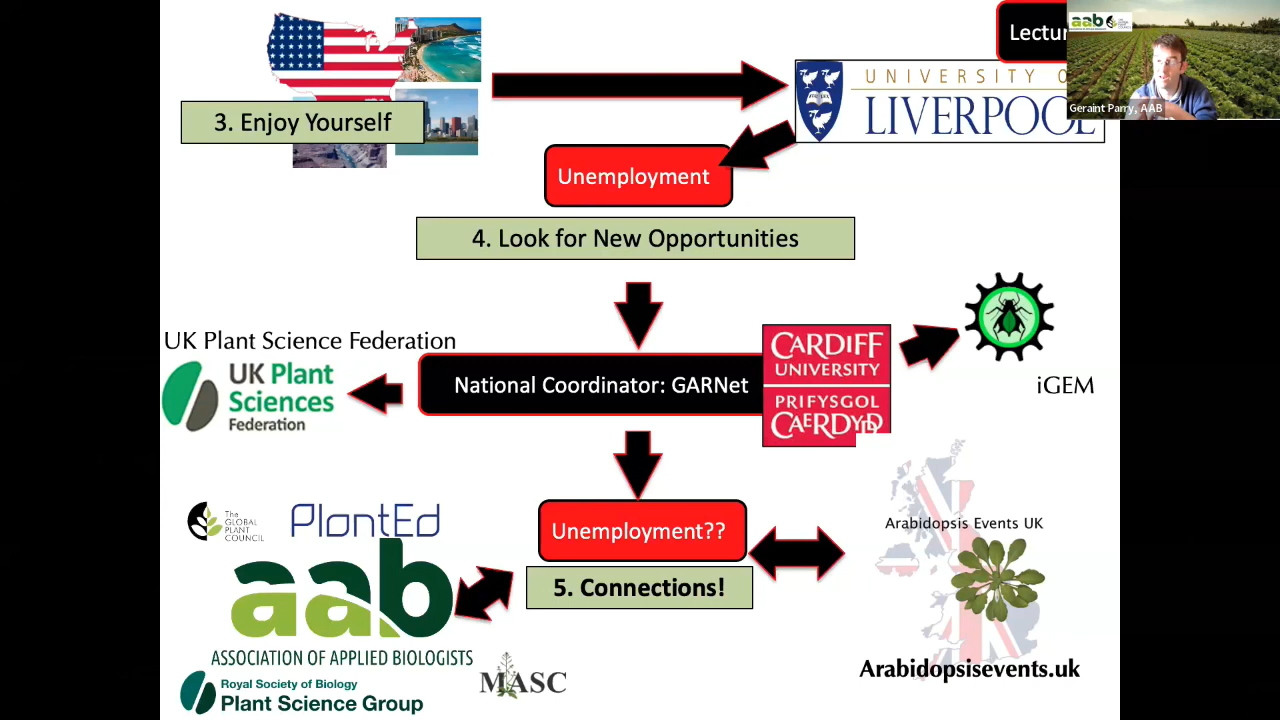 Lectur
aab
3. Enjoy Yourself
UNIVERSITY O
LIVERPOOL
Geraint Parry, AAB
Unemployment
4. Look for New Opportunities
UK Plant Science Federation
UK Plant
Sciences
Federation
National Coordinator: GARNet
CARDIFF
UNIVERSITY
PRIFYSGOL
CAERDYDD
iGEM
The
GLOBAL
PLANT
COUNCIL
PlantEd
Unemployment??
Arabidopsis Events UK
5. Connections!
aab
ASSOCIATION OF APPLIED BIOLOGISTS
Royal Society of Biology
Plant Science Group
MASC
Arabidopsisevents.uk